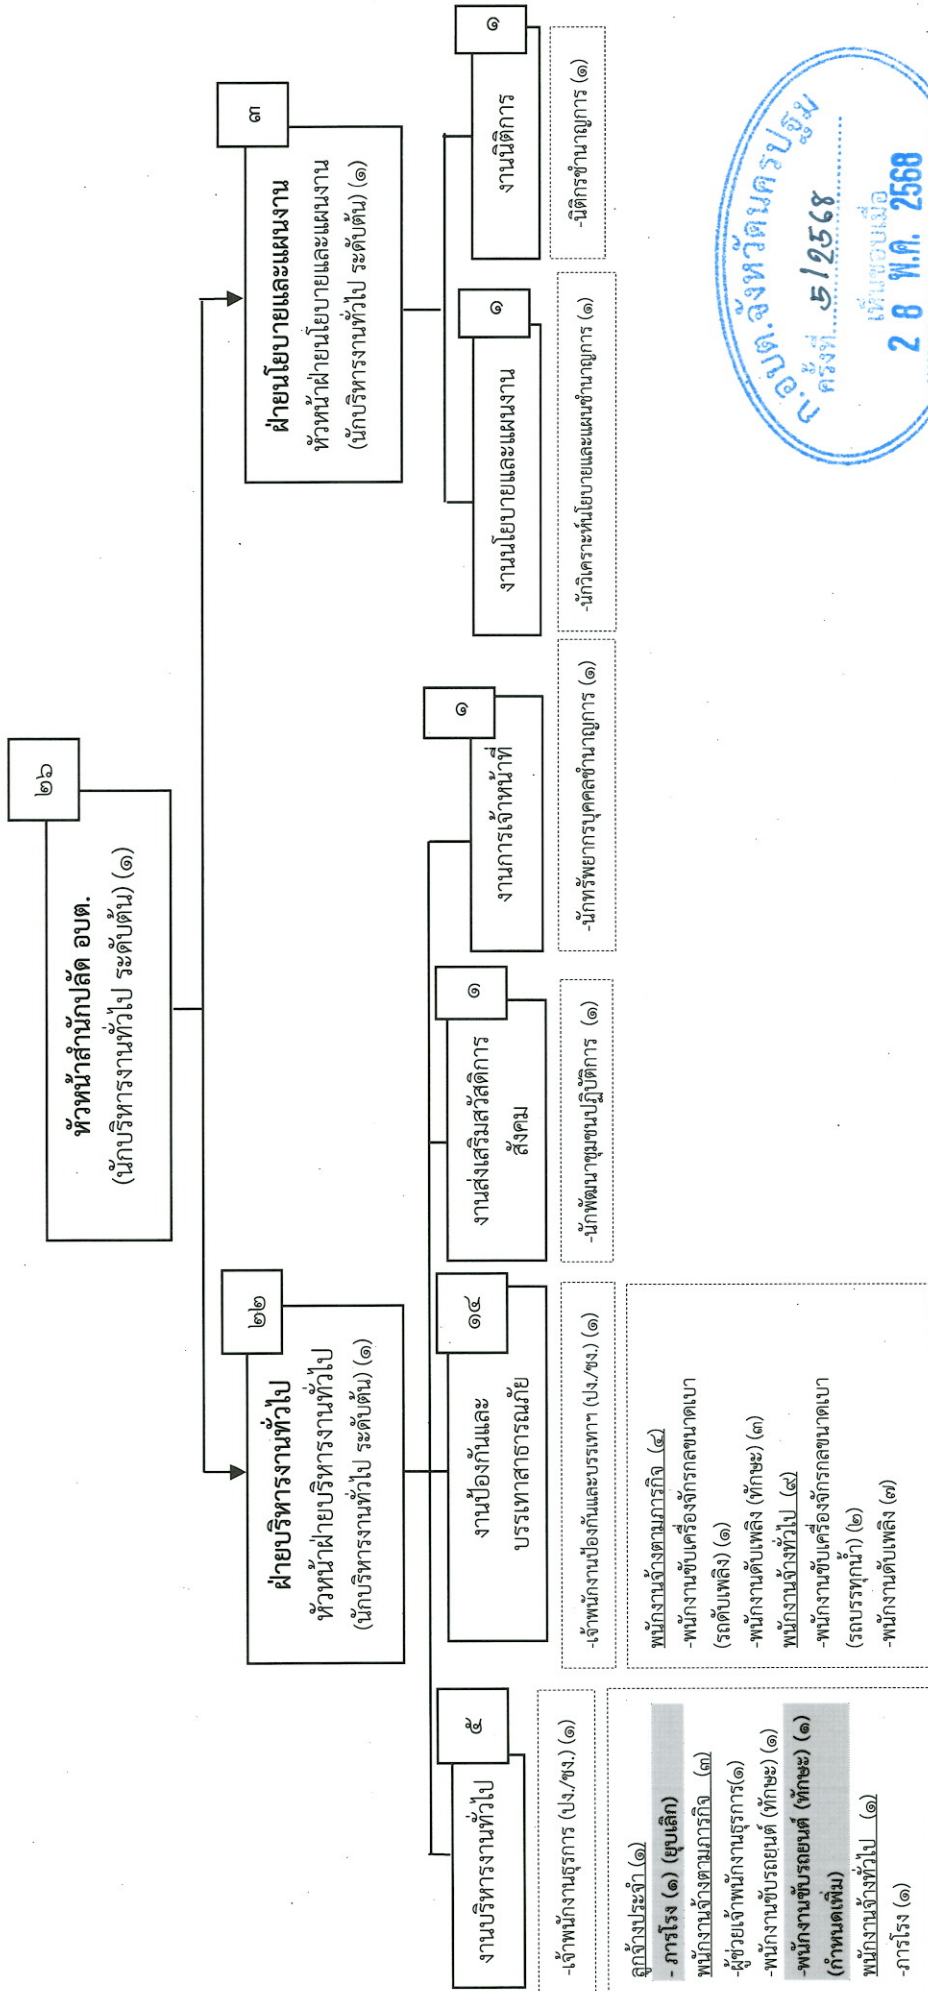 ๒๖
หัวหน้าสำนักปลัด อบต.
(นักบริหารงานทั่วไป ระดับต้น) (๑)
๒๒
ฝ่ายบริหารงานทั่วไป
หัวหน้าฝ่ายบริหารงานทั่วไป
(นักบริหารงานทั่วไป ระดับต้น) (๑)
๓
ฝ่ายนโยบายและแผนงาน
หัวหน้าฝ่ายนโยบายและแผนงาน
(นักบริหารงานทั่วไป ระดับต้น) (๑)
๕
งานบริหารงานทั่วไป
-เจ้าพนักงานธุรการ (ปง./ชง.) (๑)
ลูกจ้างประจำ (๑)
- ภารโรง (๑) (ยุบเลิก)
พนักงานจ้างตามภารกิจ (๓)
-ผู้ช่วยเจ้าพนักงานธุรการ(๑)
-พนักงานขับรถยนต์ (ทักษะ) (๑)
-พนักงานขับรถยนต์ (ทักษะ) (๑)
(กำหนดเพิ่ม)
พนักงานจ้างทั่วไป (๑)
-ภารโรง (๑)
๑๔
งานป้องกันและ
บรรเทาสาธารณภัย
-เจ้าพนักงานป้องกันและบรรเทาฯ (ปง./ชง.) (๑)
พนักงานจ้างตามภารกิจ (๔)
-พนักงานขับเครื่องจักรกลขนาดเบา
(รถดับเพลิง) (๑)
-พนักงานดับเพลิง (ทักษะ) (๓)
พนักงานจ้างทั่วไป (๙)
-พนักงานขับเครื่องจักรกลขนาดเบา
(รถบรรทุกน้ำ) (๒)
-พนักงานดับเพลิง (๗)
๑
งานส่งเสริมสวัสดิการ
สังคม
-นักพัฒนาชุมชนปฏิบัติการ (๑)
๑
งานการเจ้าหน้าที่
-นักทรัพยากรบุคคลชำนาญการ (๑)
๑
งานนโยบายและแผนงาน
-นักวิเคราะห์นโยบายและแผนชำนาญการ (๑)
๑
งานนิติการ
-นิติกรชำนาญการ (๑)
ก.อบต.จังหวัดนครปฐม
ครั้งที่ 5/2568
เห็นชอบเมื่อ
2 8 พ.ค. 2568